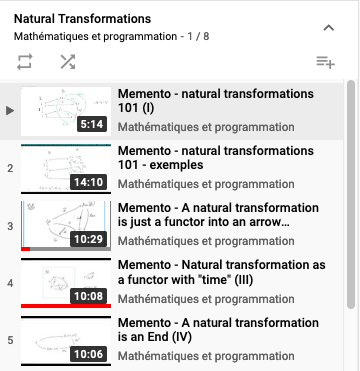 Natural Transformations
Mathématiques et programmation - 1 / 8
5:14
Memento - natural transformations
101 (I)
Mathématiques et programmation
2
14:10
Memento - natural transformations
101 - exemples
Mathématiques et programmation
3
10:29
Memento - A natural transformation
is just a functor into an arrow...
Mathématiques et programmation
4
10:08
Memento - Natural transformation as
a functor with "time" (III)
Mathématiques et programmation
5
10:06
Memento - A natural transformation
is an End (IV)
Mathématiques et programmation